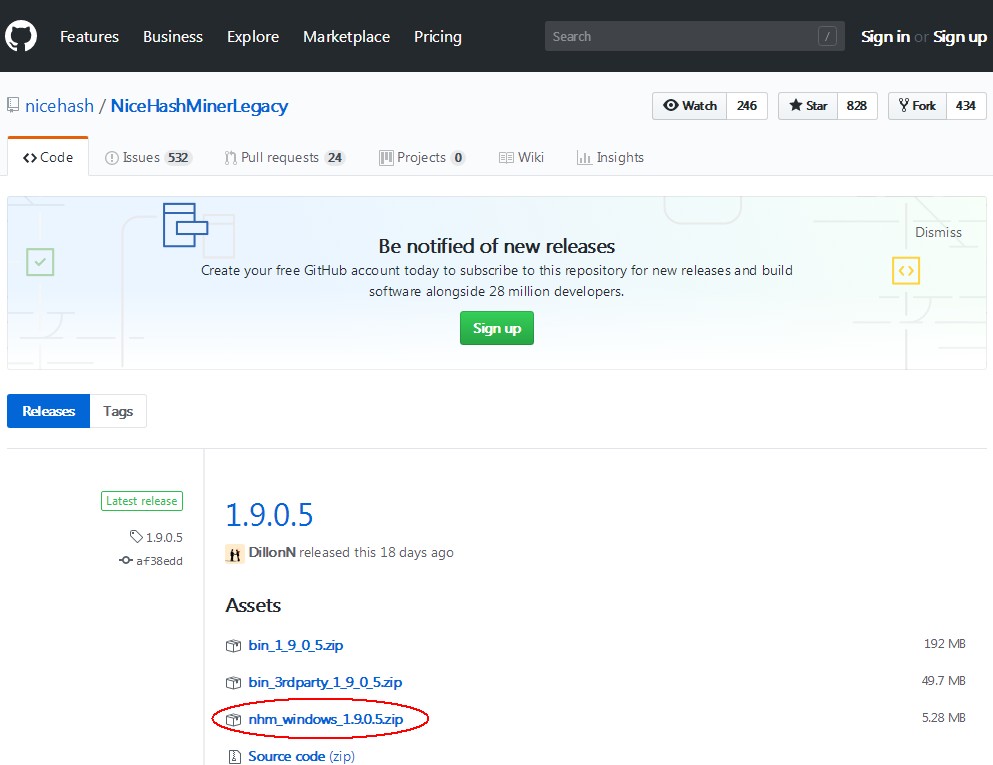 Features Business Explore Marketplace Pricing Search / Sign in or Sign up
nicehash / NiceHashMinerLegacy Watch 246 Star 828 Fork 434
Code Issues 532 Pull requests 24 Projects 0 Wiki Insights
Dismiss
Be notified of new releases
Create your free GitHub account today to subscribe to this repository for new releases and build
software alongside 28 million developers.
Sign up
Releases Tags
Latest release
1.9.0.5
af38edd
1.9.0.5
DillonN released this 18 days ago
Assets
bin_1_9_0_5.zip 192 MB
bin_3rdparty_1_9_0_5.zip 49.7 MB
nhm_windows_1.9.0.5.zip 5.28 MB
Source code (zip)